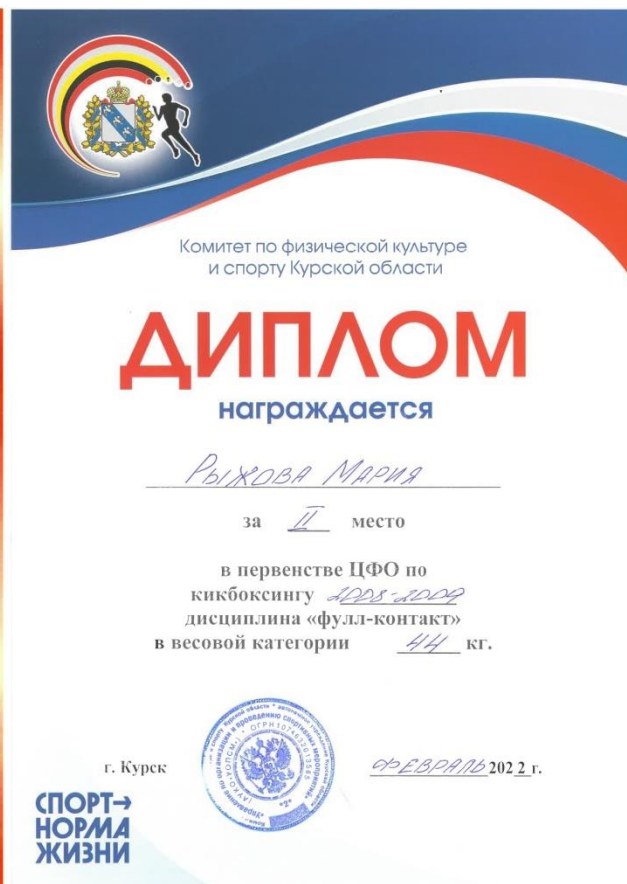 Комитет по физической культуре
и спорту Курской области
ДИПЛОМ
награждается
Рыжова Мария
за II место
в первенстве ЦФО по
кикбоксингу 2008-2009
дисциплина «фулл-контакт»
в весовой категории 44 кг.
г. Курск
февраль 2022 г.
СПОРТ→
НОРМА
ЖИЗНИ